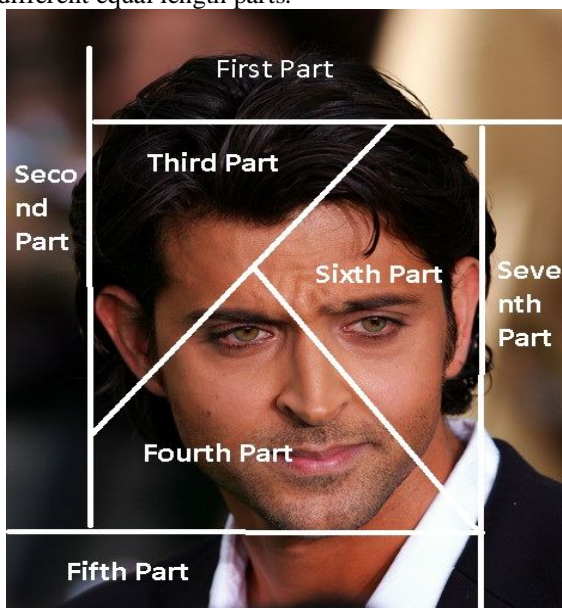 different equal length parts.
First Part
Third Part
Seco
nd
Part
Sixth Part
Seve
nth
Part
Fourth Part
Fifth Part